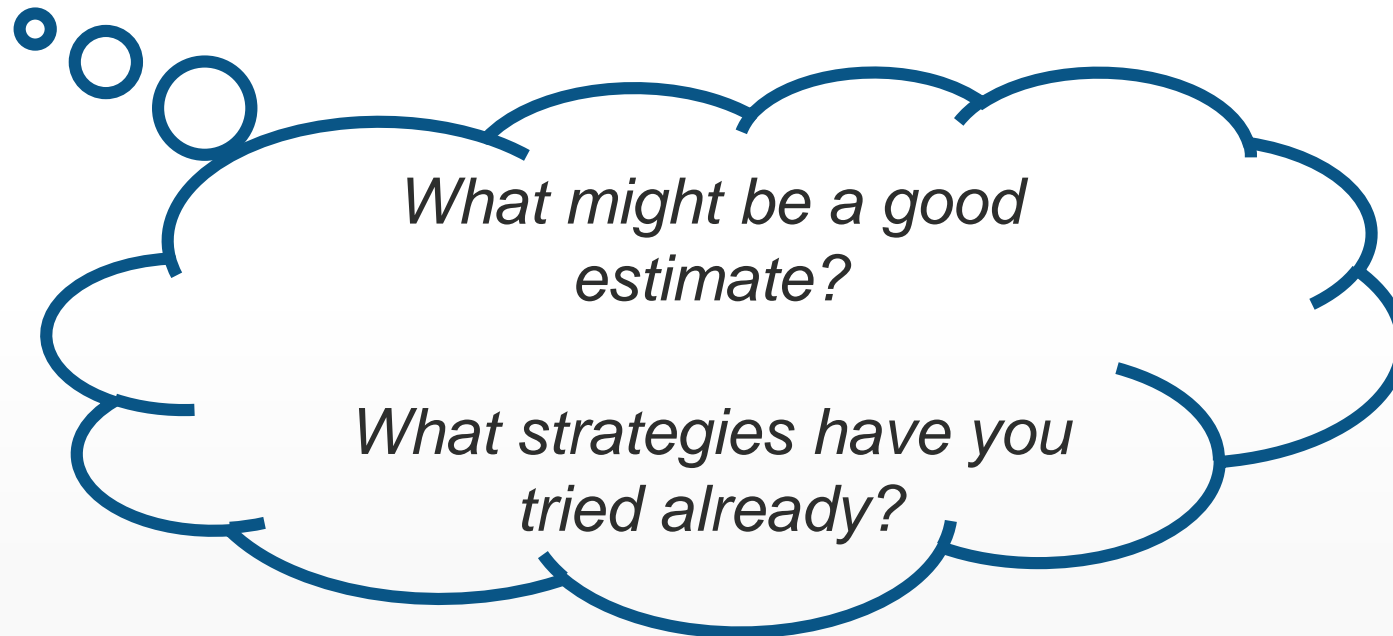 What might be a good
estimate?
What strategies have you
tried already?